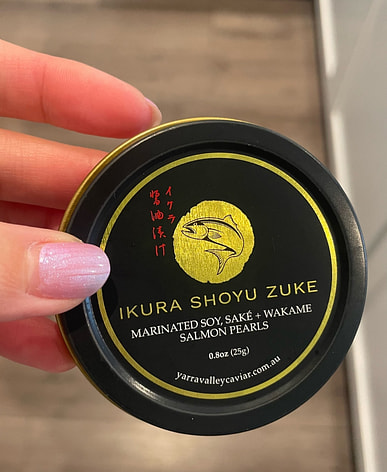 イクラ
醤油漬け
IKURA SHOYU ZUKE
MARINATED SOY, SAKÉ + WAKAME
SALMON PEARLS
0.8oz (25g)
yarravalleycaviar.com.au